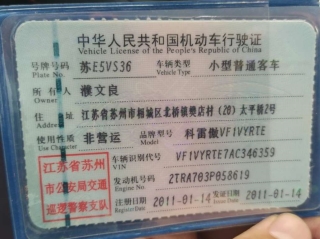 中华人民共和国机动车行驶证
Vehicle License of the People's Republic of China
号牌号码 苏E5VS36 车辆类型 小型普通客车
Plate No. Vehicle Type
所有人 濮文良
Owner
住址 江苏省苏州市相城区北桥镇樊店村(20)太平桥2号
Address
使用性质 非营运 品牌型号 科雷傲VF1VYRTE
Use Character Model
江苏省苏州
市公安局交通
巡逻警察支队
车辆识别代号 VF1VYRTE7AC346359
VIN
发动机号码 2TRA703P058619
Engine No.
注册日期 2011-01-14 发证日期 2011-01-14
Register Date Issue Date